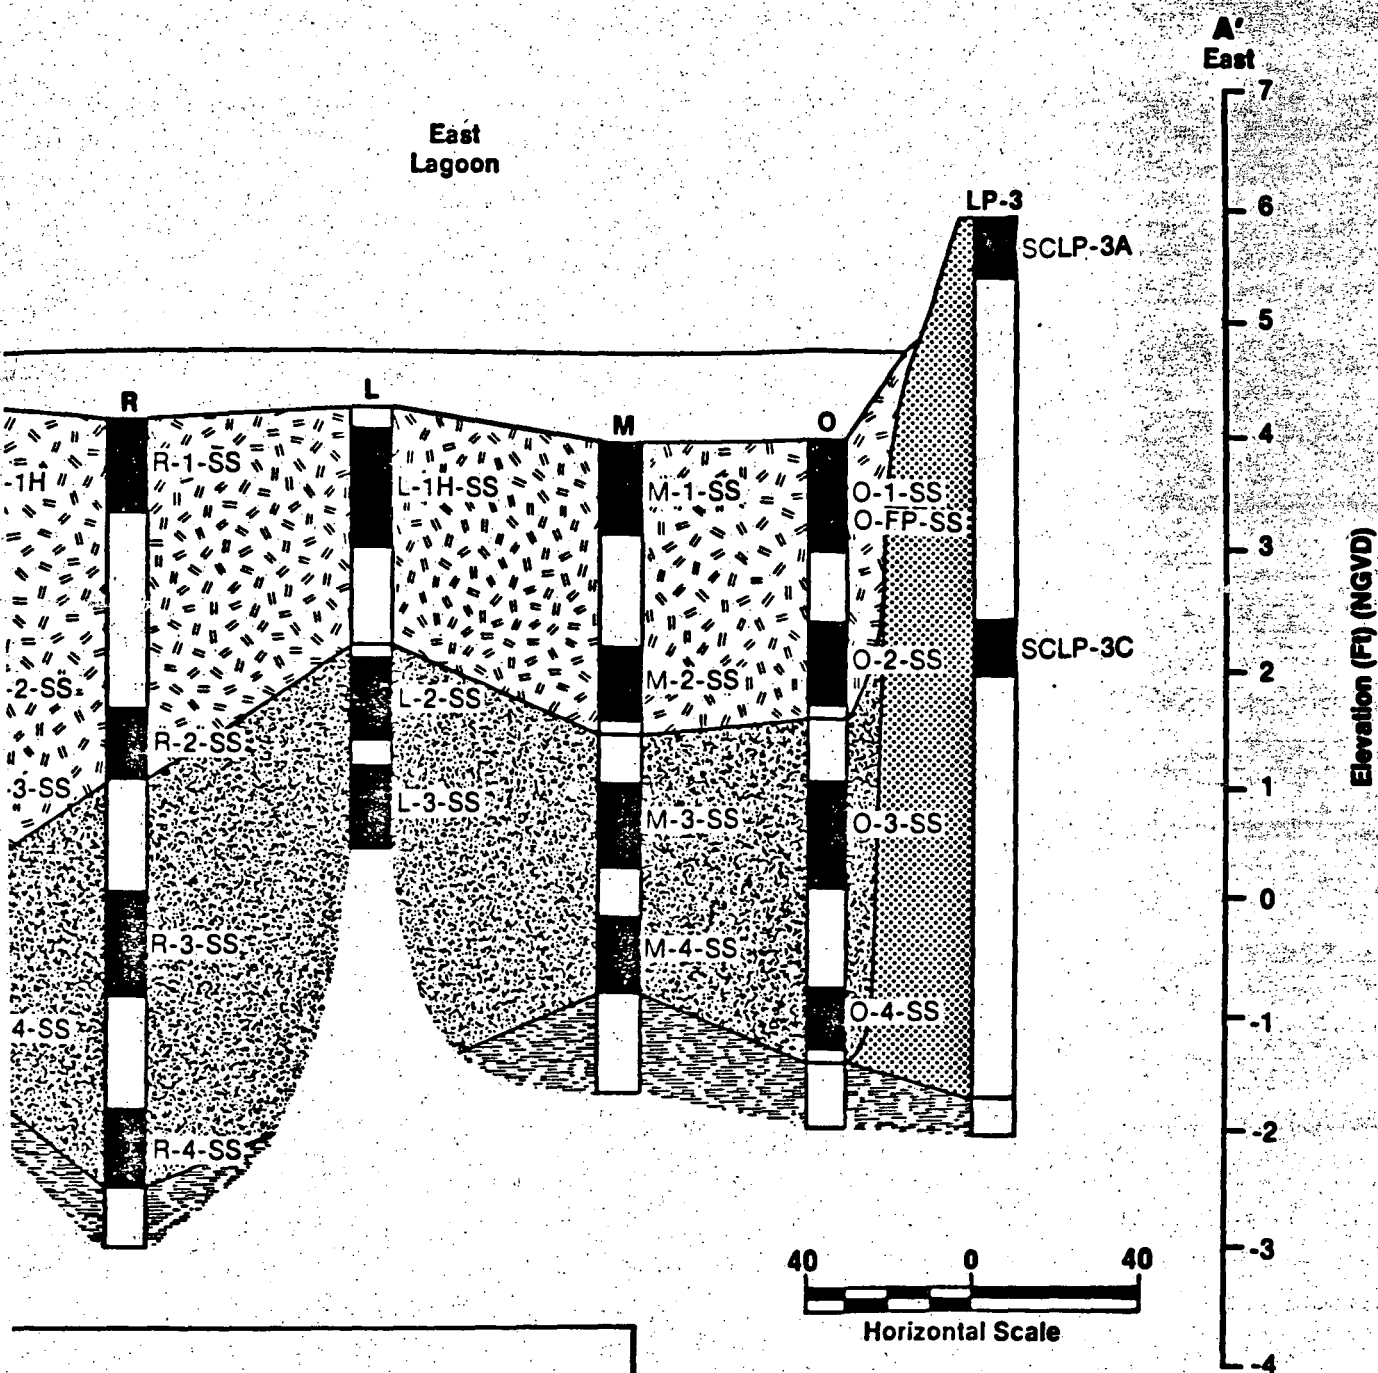 A'
East
7
East
Lagoon
LP-3
6
SCLP-3A
5
L
R
M
O
4
R-1-SS
-1H
L-1H-SS
M-1-SS
O-1-SS
O-FP-SS
3
Elevation (Ft) (NGVD)
O-2-SS
SCLP-3C
2
-2-SS
L-2-SS
M-2-SS
R-2-SS
-3-SS
1
L-3-SS
M-3-SS
O-3-SS
0
R-3-SS
M-4-SS
4-SS
O-4-SS
-1
-2
R-4-SS
-3
40 0 40
Horizontal Scale
-4